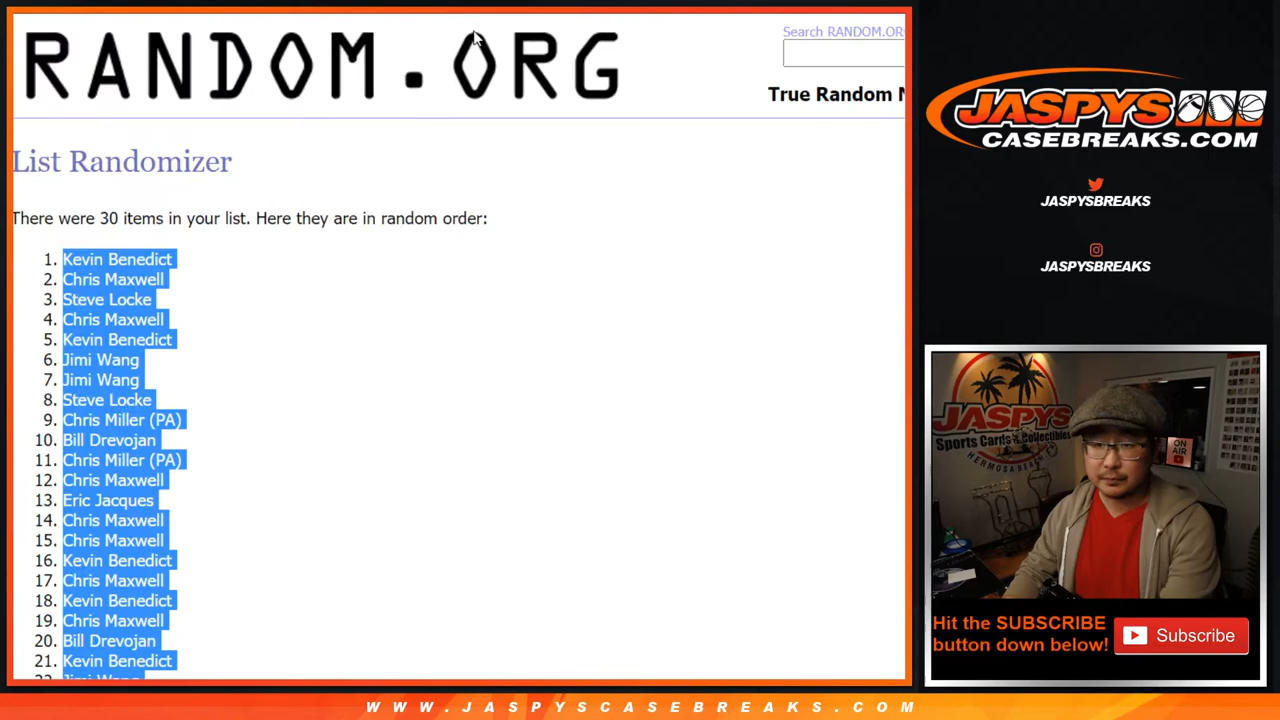 RANDOM.ORG
Search RANDOM.OR
True Random
List Randomizer
There were 30 items in your list. Here they are in random order:
1. Kevin Benedict
2. Chris Maxwell
3. Steve Locke
4. Chris Maxwell
5. Kevin Benedict
6. Jimi Wang
7. Jimi Wang
8. Steve Locke
9. Chris Miller (PA)
10. Bill Drevojan
11. Chris Miller (PA)
12. Chris Maxwell
13. Eric Jacques
14. Chris Maxwell
15. Chris Maxwell
16. Kevin Benedict
17. Chris Maxwell
18. Kevin Benedict
19. Chris Maxwell
20. Bill Drevojan
21. Kevin Benedict
JASPYS
CASEBREAKS.COM
JASPYSBREAKS
JASPYSBREAKS
JASPYS
Sports Cards & Collectibles
HERMOSA BEACH
ON AIR
Hit the SUBSCRIBE
button down below!
Subscribe
WWW.JASPYSCASEBREAKS.COM